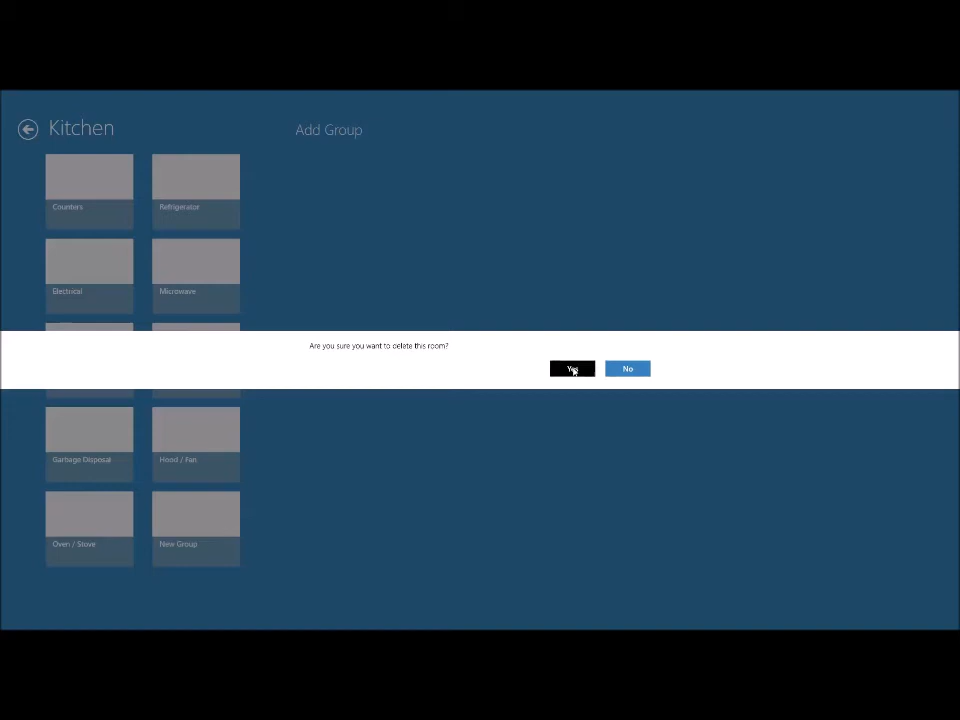 Kitchen
Add Group
Counters
Refrigerator
Electrical
Microwave
Are you sure you want to delete this room?
Yes
No
Garbage Disposal
Hood / Fan
Oven / Stove
New Group